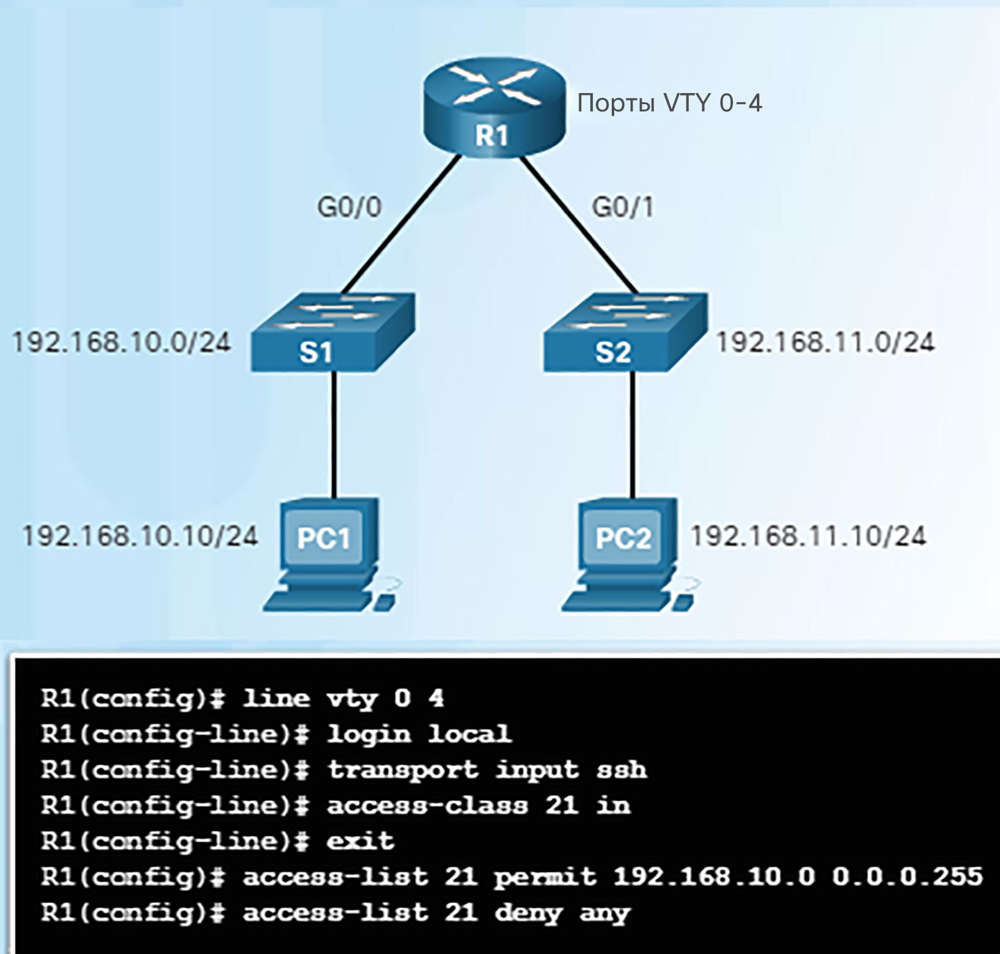 Порты VTY 0-4
R1
G0/0
G0/1
192.168.10.0/24
S1
S2
192.168.11.0/24
192.168.10.10/24
PC1
PC2
192.168.11.10/24
R1(config)# line vty 0 4
R1(config-line)# login local
R1(config-line)# transport input ssh
R1(config-line)# access-class 21 in
R1(config-line)# exit
R1(config)# access-list 21 permit 192.168.10.0 0.0.0.255
R1(config)# access-list 21 deny any